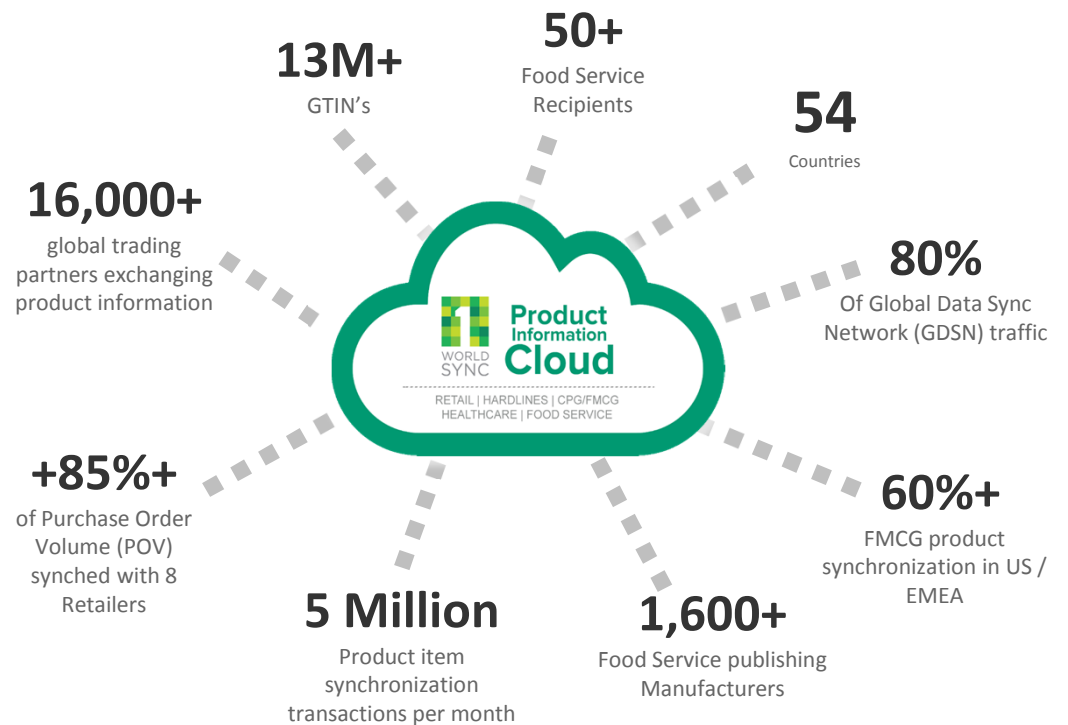 13M+
GTIN’s
50+
Food Service
Recipients
54
Countries
16,000+
global trading
partners exchanging
product information
80%
Of Global Data Sync
Network (GDSN) traffic
1
WORLD
SYNC
Product
Information
Cloud
RETAIL | HARDLINES | CPG/FMCG
HEALTHCARE | FOOD SERVICE
+85%+
of Purchase Order
Volume (POV)
synched with 8
Retailers
60%+
FMCG product
synchronization in US /
EMEA
5 Million
Product item
synchronization
transactions per month
1,600+
Food Service publishing
Manufacturers